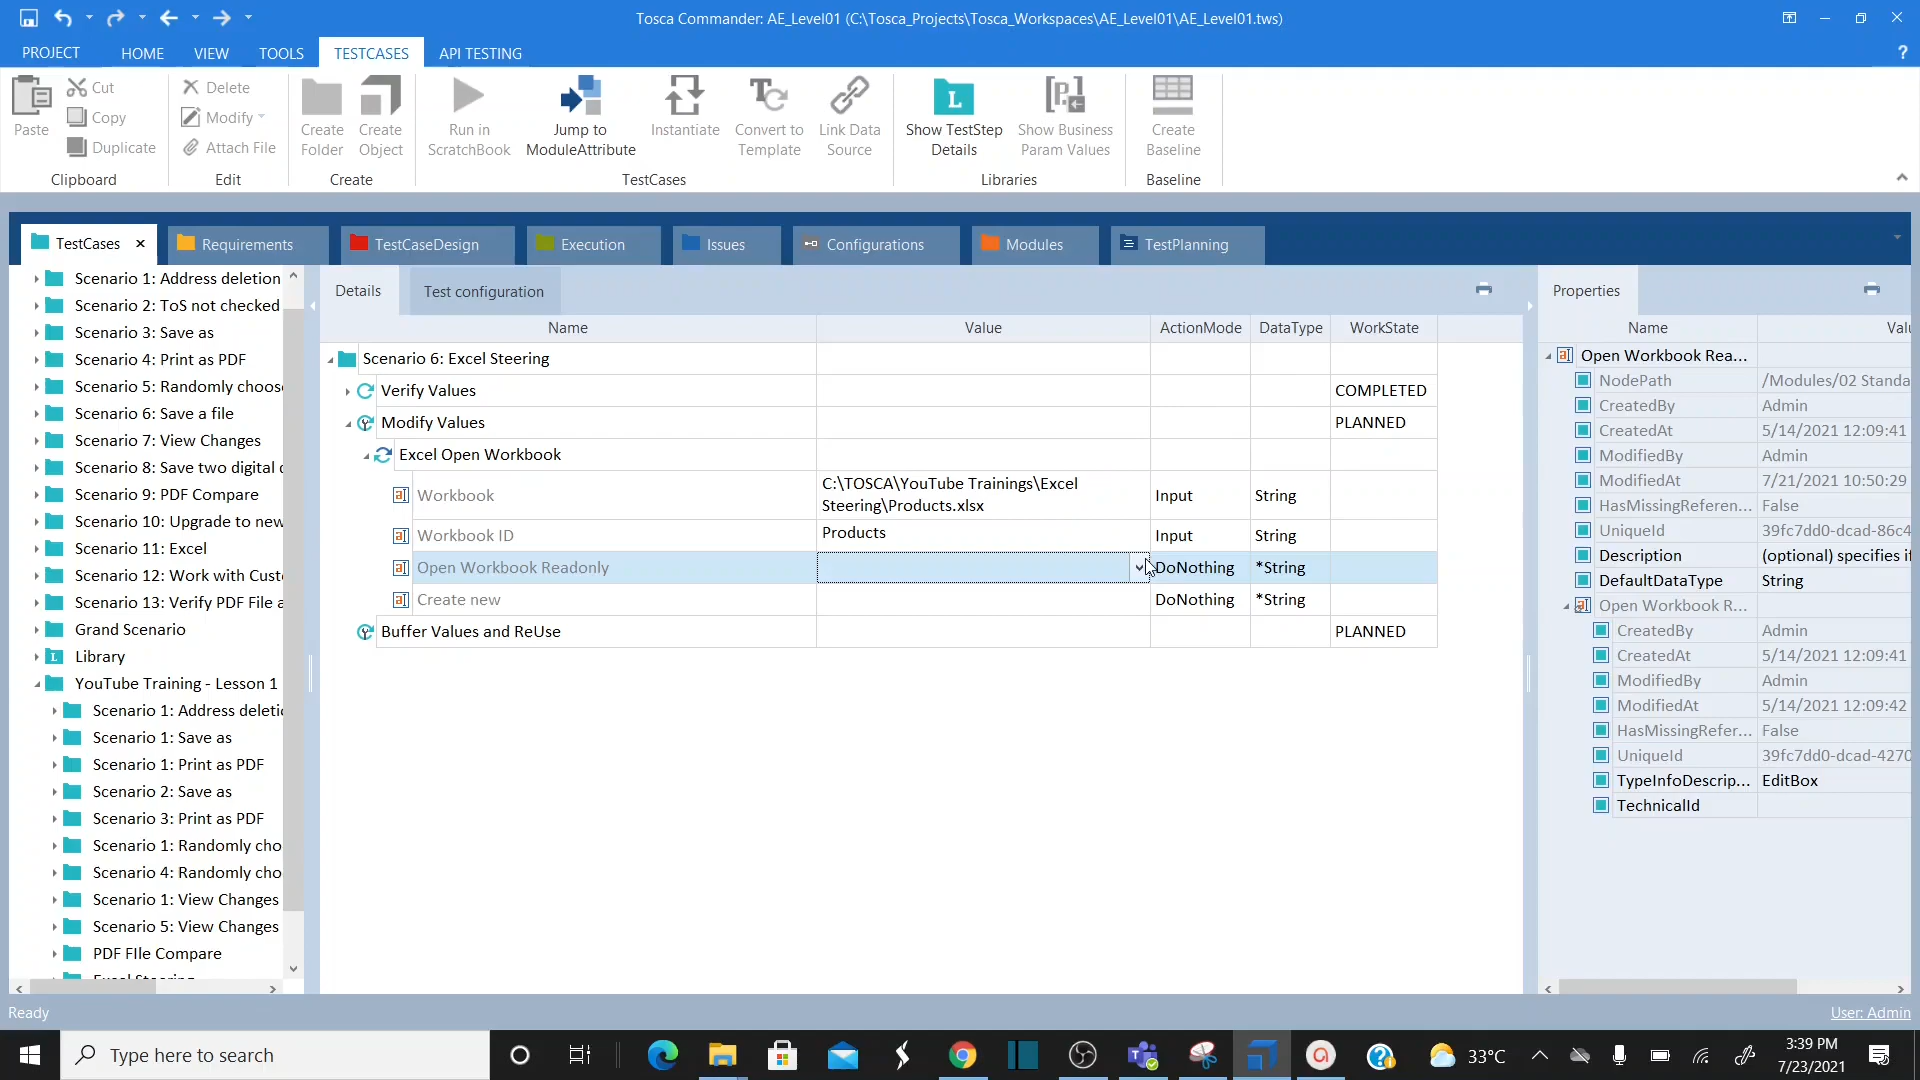 Tosca Commander: AE_Level01 (C:\Tosca_Projects\Tosca_Workspaces\AE_Level01\AE_Level01.tws)
PROJECT HOME VIEW TOOLS TESTCASES API TESTING
Paste
Cut
Copy
Duplicate
Clipboard
Delete
Modify
Attach File
Edit
Create Folder
Create Object
Create
Run in ScratchBook
Jump to ModuleAttribute
Instantiate
Convert to Template
Link Data Source
TestCases
Show TestStep Details
Show Business Param Values
Libraries
Create Baseline
Baseline
TestCases Requirements TestCaseDesign Execution Issues Configurations Modules TestPlanning
Scenario 1: Address deletion
Scenario 2: ToS not checked
Scenario 3: Save as
Scenario 4: Print as PDF
Scenario 5: Randomly choos
Scenario 6: Save a file
Scenario 7: View Changes
Scenario 8: Save two digital
Scenario 9: PDF Compare
Scenario 10: Upgrade to new
Scenario 11: Excel
Scenario 12: Work with Cust
Scenario 13: Verify PDF File a
Grand Scenario
Library
YouTube Training - Lesson 1
Scenario 1: Address deleti
Scenario 1: Save as
Scenario 1: Print as PDF
Scenario 2: Save as
Scenario 3: Print as PDF
Scenario 1: Randomly cho
Scenario 4: Randomly cho
Scenario 1: View Changes
Scenario 5: View Changes
PDF FIle Compare
Excel Steering
Details Test configuration
Name Value ActionMode DataType WorkState
Scenario 6: Excel Steering
Verify Values COMPLETED
Modify Values PLANNED
Excel Open Workbook
Workbook C:\TOSCA\YouTube Trainings\Excel Steering\Products.xlsx Input String
Workbook ID Products Input String
Open Workbook Readonly DoNothing *String
Create new DoNothing *String
Buffer Values and ReUse PLANNED
Properties
Name Valu
Open Workbook Rea...
NodePath /Modules/02 Standa
CreatedBy Admin
CreatedAt 5/14/2021 12:09:41
ModifiedBy Admin
ModifiedAt 7/21/2021 10:50:29
HasMissingReferen... False
UniqueId 39fc7dd0-dcad-86c4
Description (optional) specifies if
DefaultDataType String
Open Workbook R...
CreatedBy Admin
CreatedAt 5/14/2021 12:09:41
ModifiedBy Admin
ModifiedAt 5/14/2021 12:09:42
HasMissingRefer... False
UniqueId 39fc7dd0-dcad-4270
TypeInfoDescrip... EditBox
TechnicalId
Ready
User: Admin
Type here to search
33°C
3:39 PM
7/23/2021